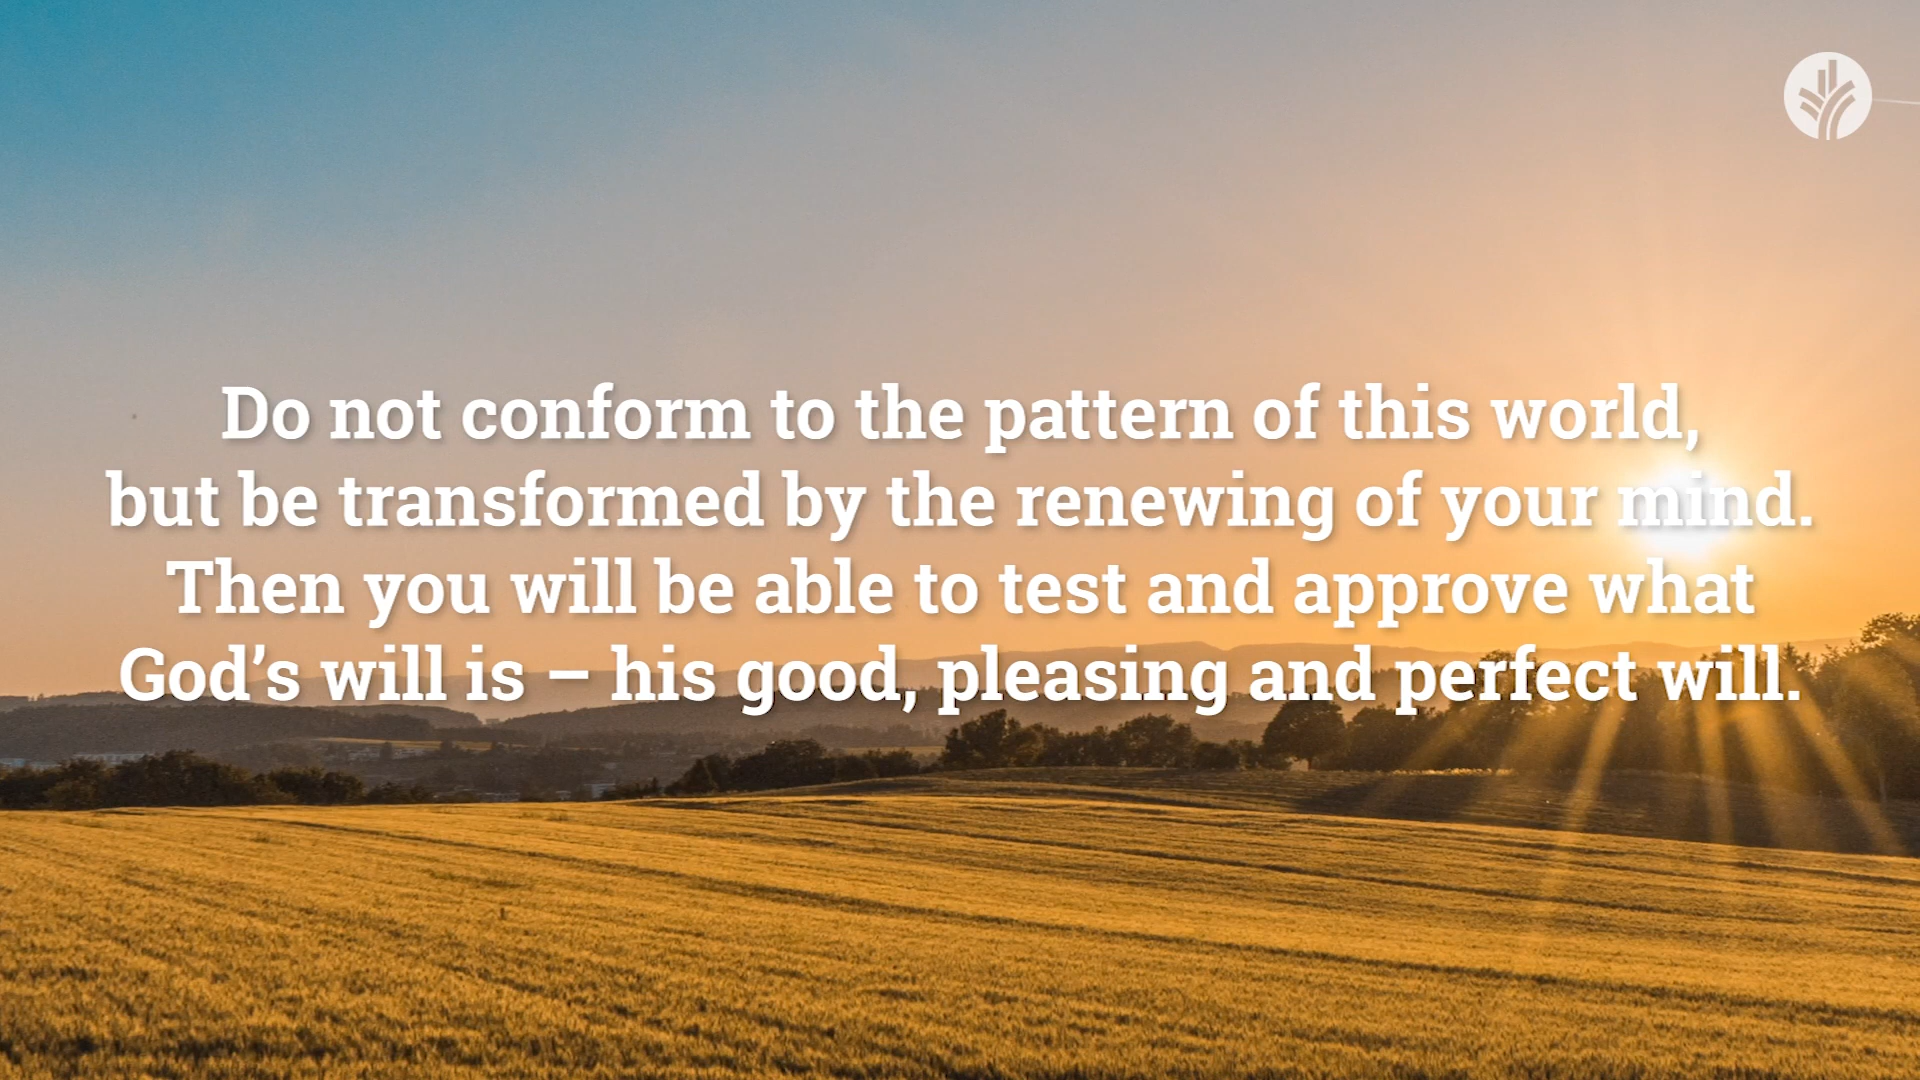 Do not conform to the pattern of this world,
but be transformed by the renewing of your mind.
Then you will be able to test and approve what
God’s will is – his good, pleasing and perfect will.